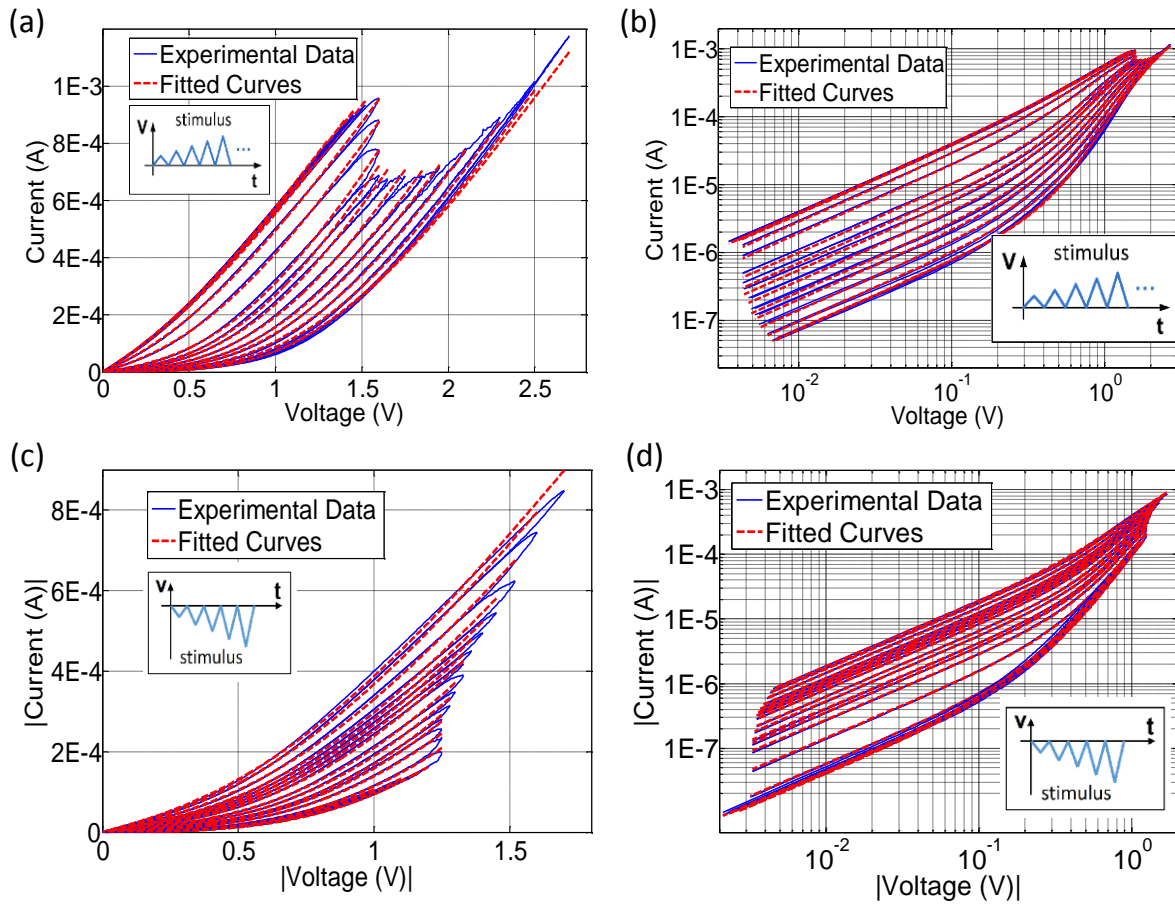 (a)
Experimental Data
Fitted Curves
stimulus
V
...
t
1E-3
8E-4
6E-4
4E-4
2E-4
0
Current (A)
0 0.5 1 1.5 2 2.5
Voltage (V)
(b)
Experimental Data
Fitted Curves
stimulus
V
...
t
1E-3
1E-4
1E-5
1E-6
1E-7
Current (A)
10^-2 10^-1 10^0
Voltage (V)
(c)
Experimental Data
Fitted Curves
v
t
stimulus
8E-4
6E-4
4E-4
2E-4
0
|Current (A)|
0 0.5 1 1.5
|Voltage (V)|
(d)
Experimental Data
Fitted Curves
v
t
stimulus
1E-3
1E-4
1E-5
1E-6
1E-7
|Current (A)|
10^-2 10^-1 10^0
|Voltage (V)|